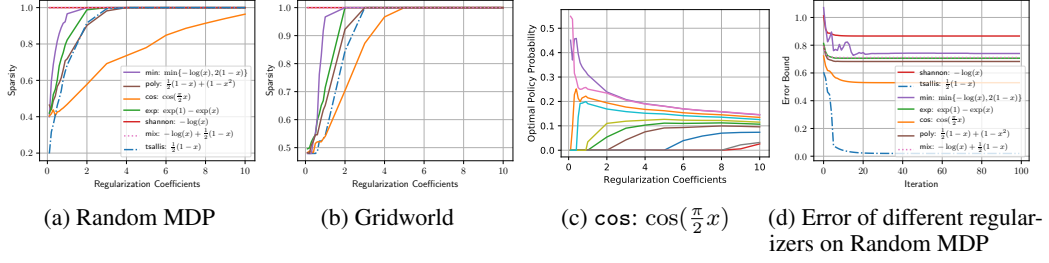 1.0
0.8
0.6
0.4
0.2
Sparsity
0
2
4
6
8
10
Regularization Coefficients
min: min{−log(x), 2(1−x)}
poly: ½(1−x) + (1−x²)
cos: cos(π/2 x)
exp: exp(1) − exp(x)
shannon: −log(x)
mix: −log(x) + ½(1−x)
tsallis: ½(1−x)
(a) Random MDP
1.0
0.9
0.8
0.7
0.6
0.5
Sparsity
0
2
4
6
8
10
Regularization Coefficients
(b) Gridworld
0.5
0.4
0.3
0.2
0.1
0.0
Optimal Policy Probability
0
2
4
6
8
10
Regularization Coefficients
(c) cos: cos(π/2 x)
1.0
0.8
0.6
0.4
0.2
0.0
Error Bound
0
20
40
60
80
100
Iteration
shannon: −log(x)
tsallis: ½(1−x)
min: min{−log(x), 2(1−x)}
exp: exp(1) − exp(x)
cos: cos(π/2 x)
poly: ½(1−x) + (1−x²)
mix: −log(x) + ½(1−x)
(d) Error of different regular-
izers on Random MDP